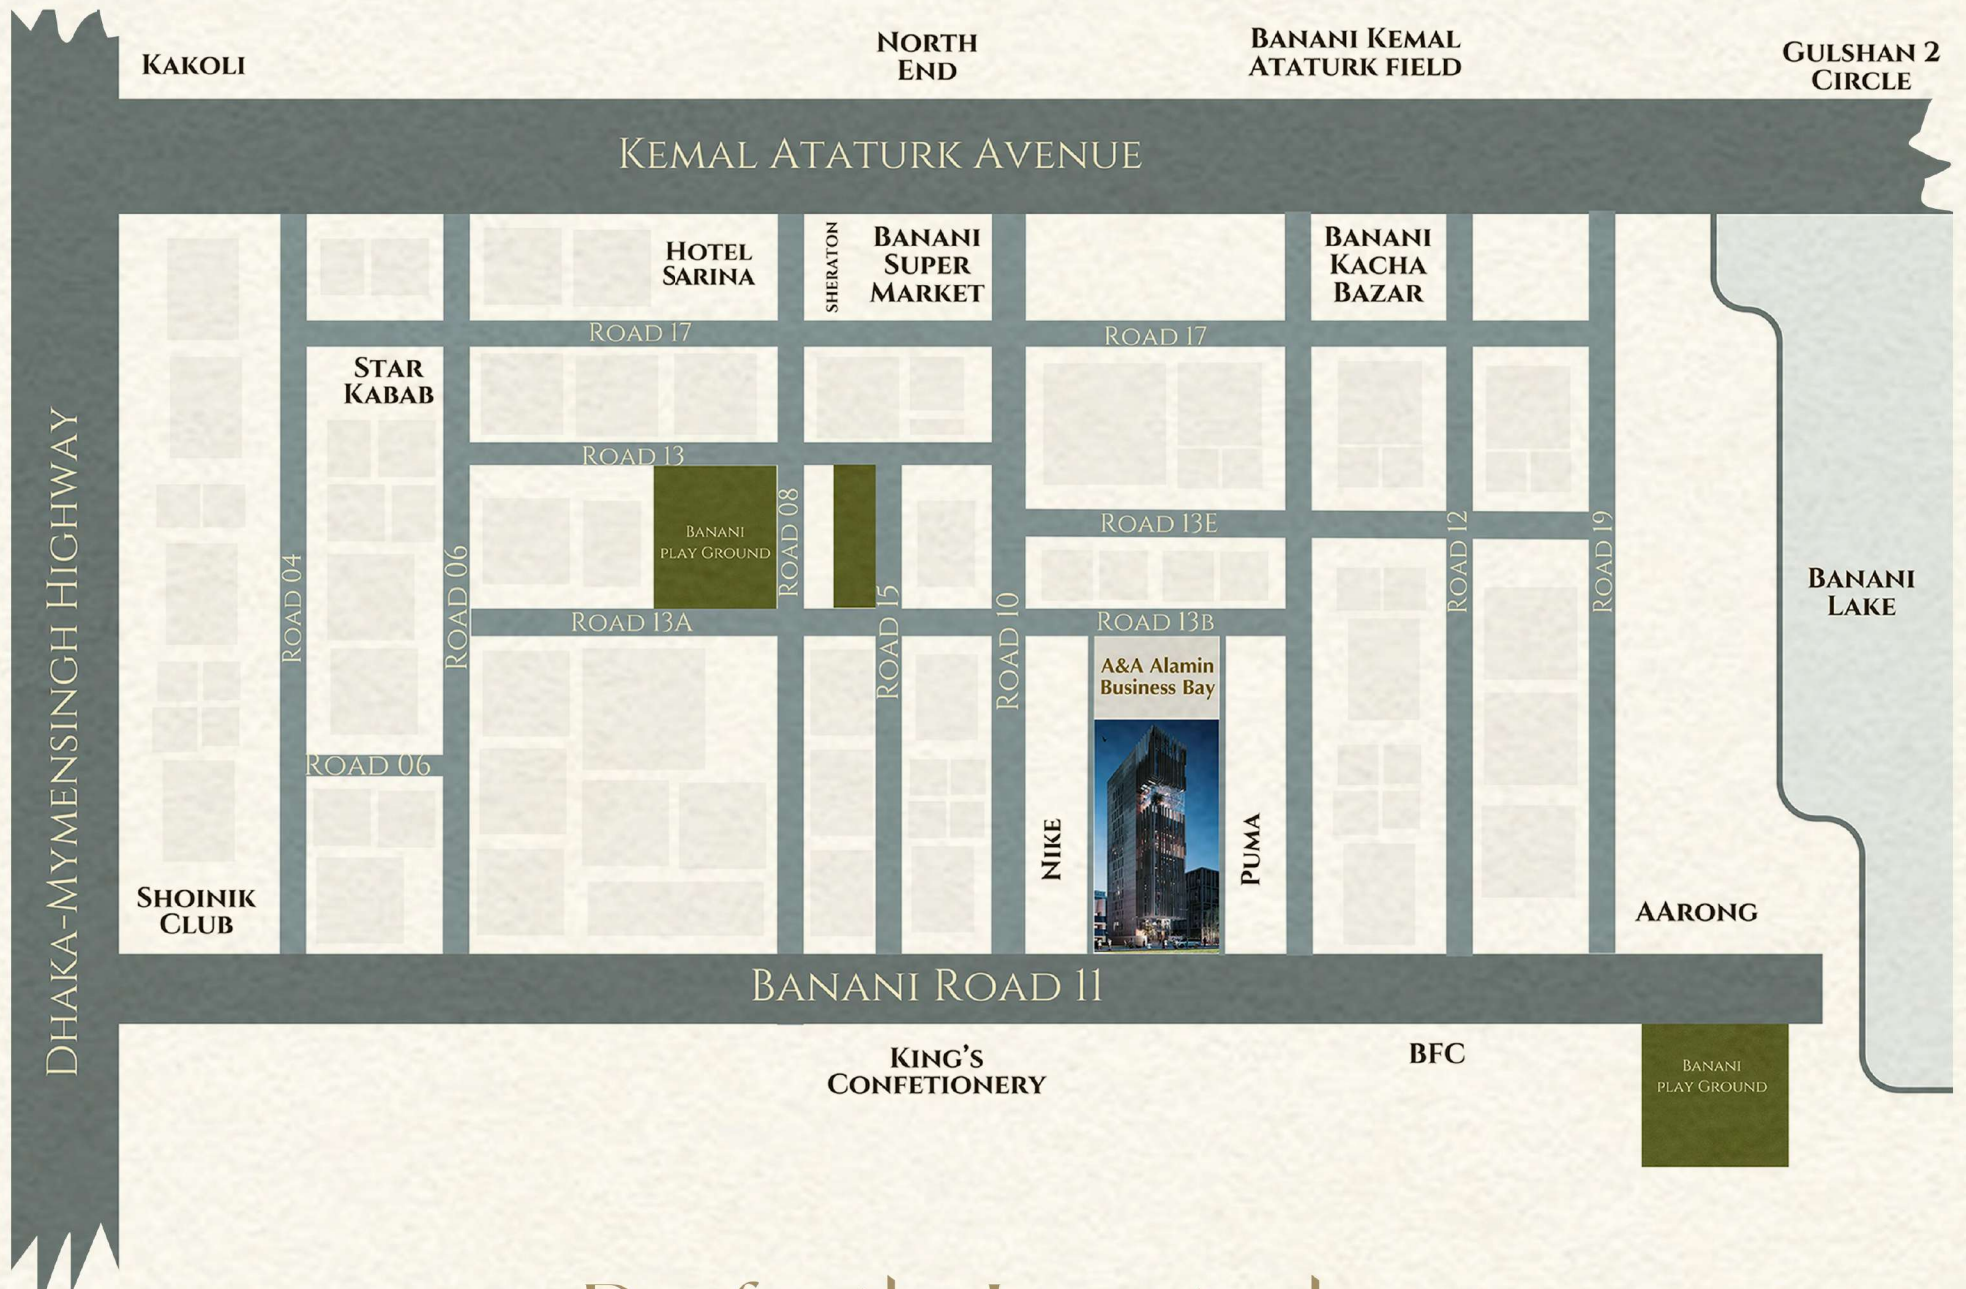 KAKOLI
NORTH
END
BANANI KEMAL
ATATURK FIELD
GULSHAN 2
CIRCLE
KEMAL ATATURK AVENUE
HOTEL
SARINA
SHERATON
BANANI
SUPER
MARKET
BANANI
KACHA
BAZAR
ROAD 17
ROAD 17
STAR
KABAB
ROAD 13
BANANI
PLAY GROUND
ROAD 08
ROAD 13E
ROAD 12
ROAD 19
BANANI
LAKE
DHAKA-MYMENSINGH HIGHWAY
ROAD 04
ROAD 06
ROAD 13A
ROAD 15
ROAD 10
ROAD 13B
A&A Alamin
Business Bay
ROAD 06
NIKE
PUMA
SHOINIK
CLUB
AARONG
BANANI ROAD 11
KING'S
CONFETIONERY
BFC
BANANI
PLAY GROUND